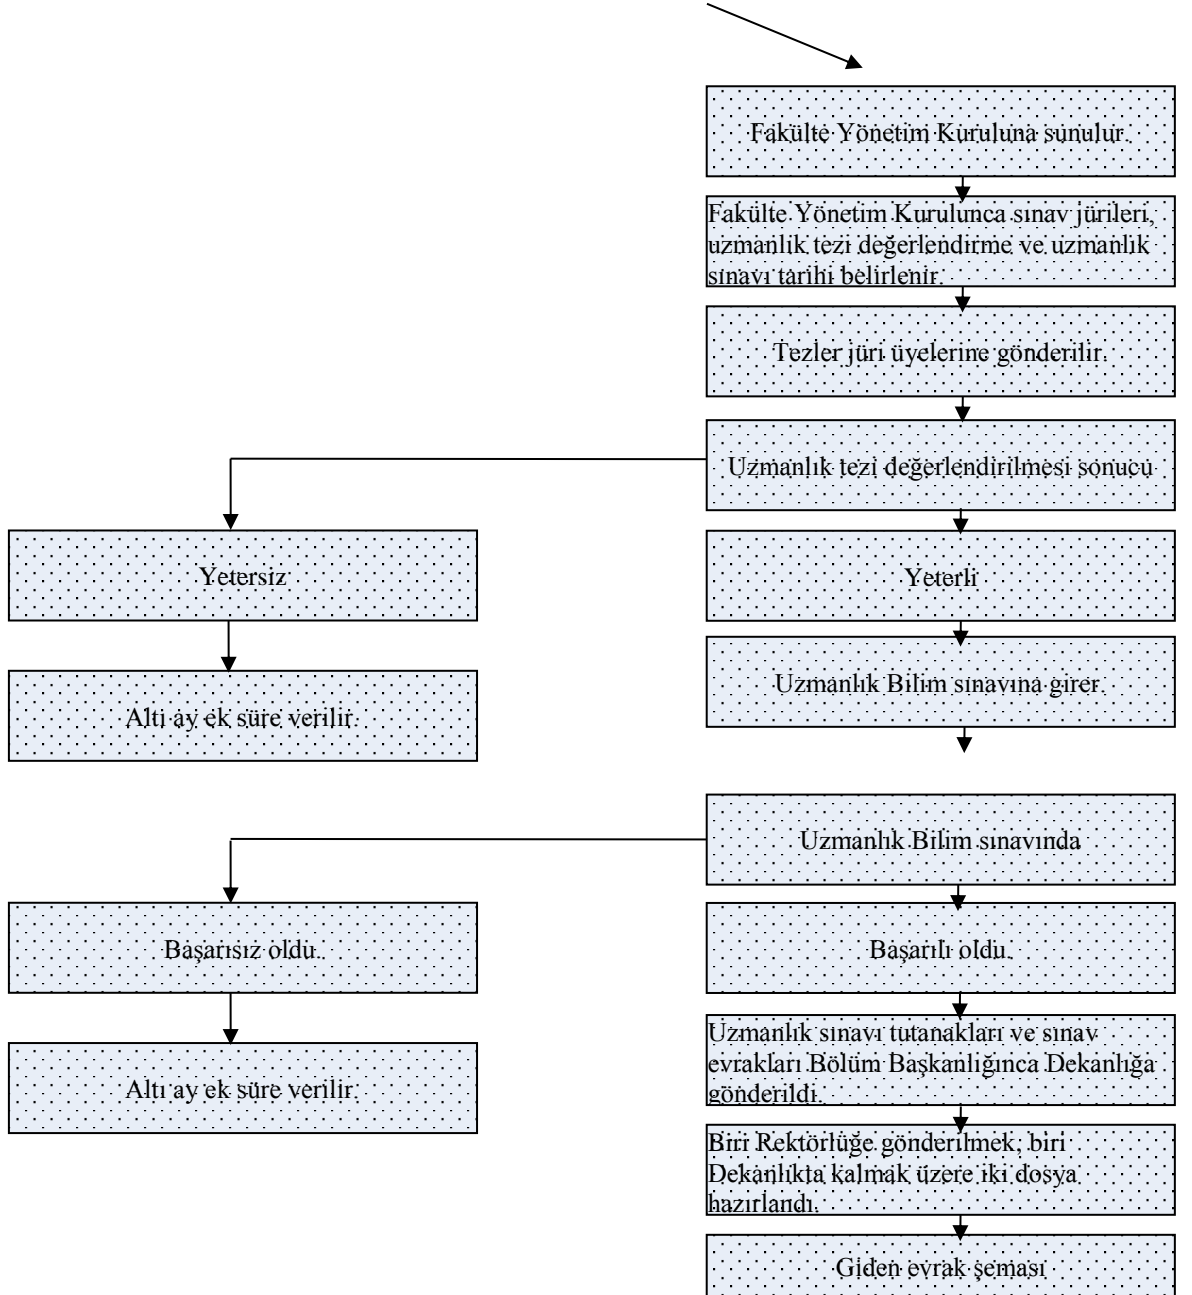 Fakülte Yönetim Kuruluna sunulur.
Fakülte Yönetim Kurulunca sınav jürileri,
uzmanlık tezi değerlendirme ve uzmanlık
sınavı tarihi belirlenir.
Tezler jüri üyelerine gönderilir.
Uzmanlık tezi değerlendirilmesi sonucu
Yetersiz
Yeterli
Altı ay ek süre verilir.
Uzmanlık Bilim sınavına girer.
Uzmanlık Bilim sınavında
Başarısız oldu.
Başarılı oldu.
Altı ay ek süre verilir.
Uzmanlık sınavı tutanakları ve sınav
evrakları Bölüm Başkanlığınca Dekanlığa
gönderildi.
Biri Rektörlüğe gönderilmek, biri
Dekanlıkta kalmak üzere iki dosya
hazırlandı.
Giden evrak şeması